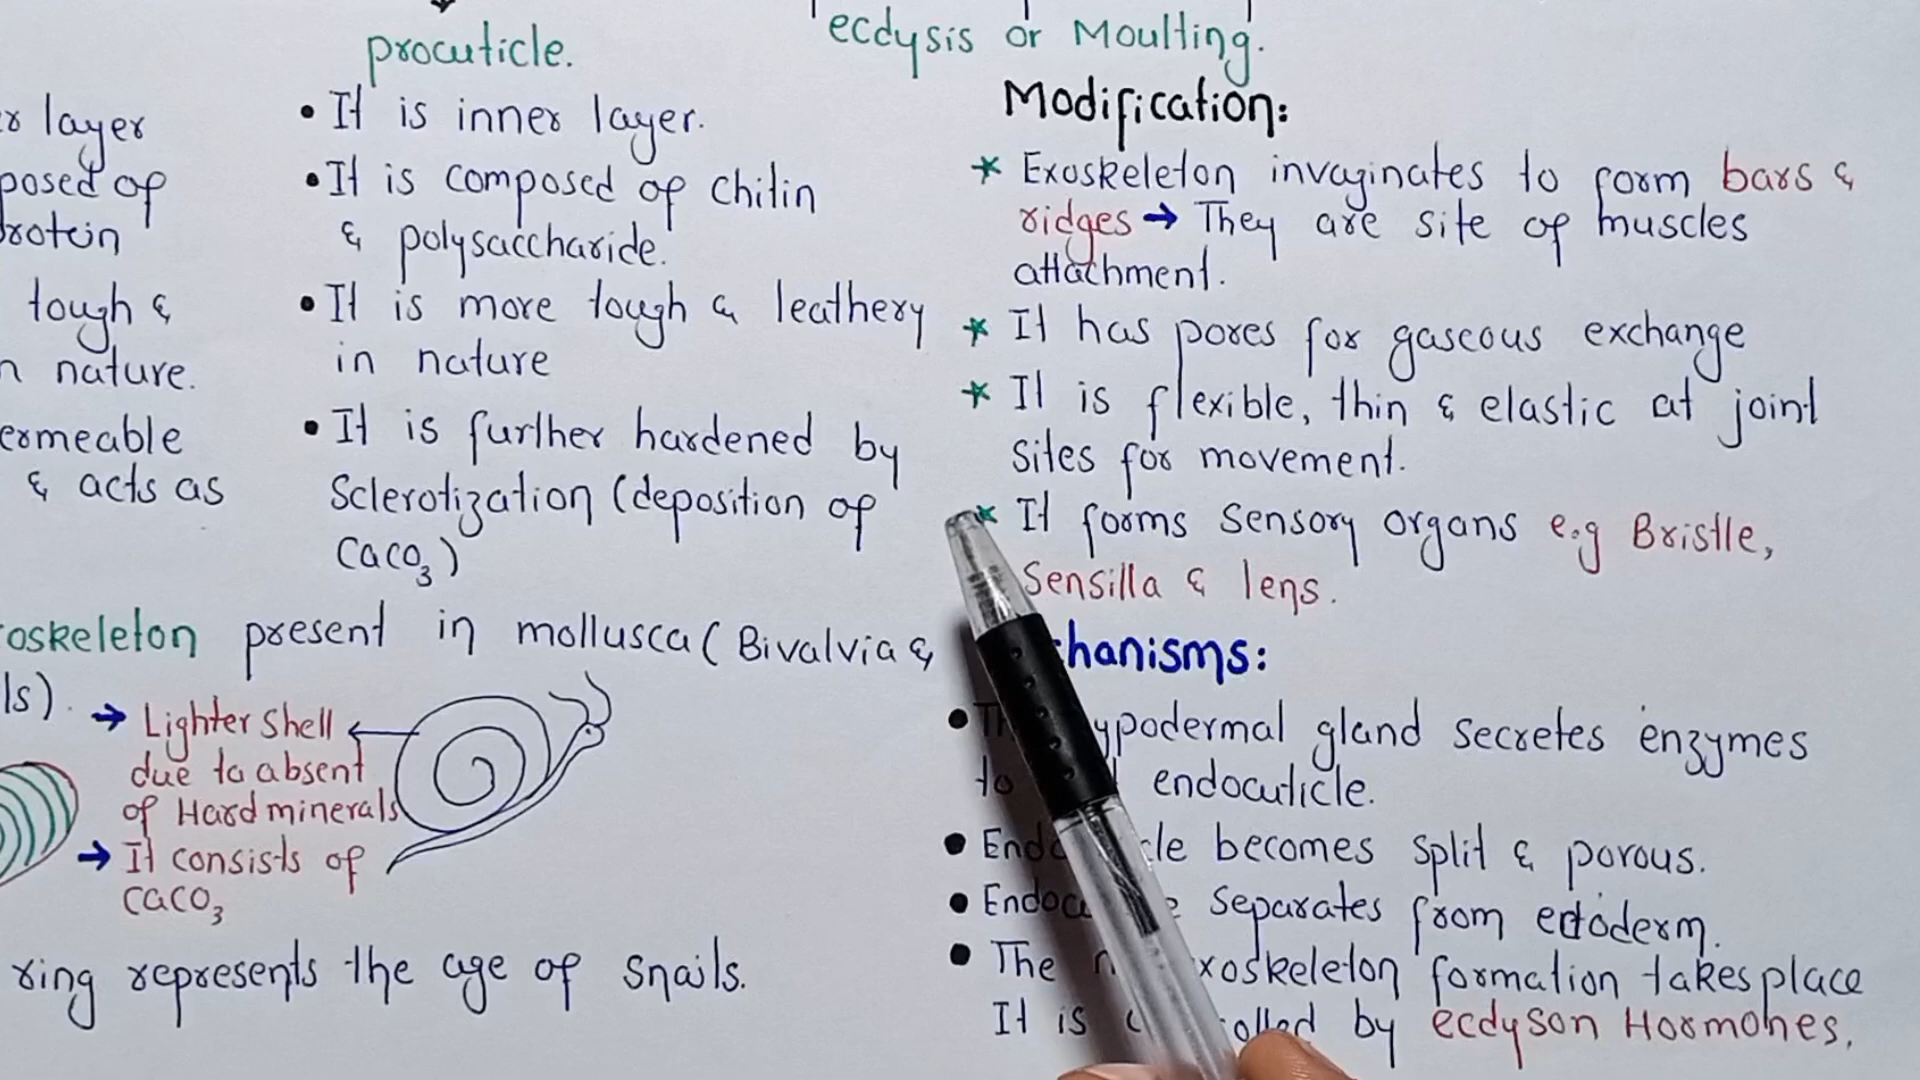 procuticle.
ecdysis or Moulting.
layer
• It is inner layer.
• It is composed of chitin
& polysaccharide.
• It is more tough & leathery
in nature
• It is further hardened by
Sclerotization (deposition of
CaCO3)
posed of
tough &
nature.
& acts as
Modification:
* Exoskeleton invaginates to form bars &
ridges → They are site of muscles
attachment.
* It has pores for gaseous exchange
* It is flexible, thin & elastic at joint
sites for movement.
* It forms sensory organs e.g Bristle,
Sensilla & lens.
oskeleton present in mollusca (Bivalvia &
ls).
→ Lighter shell
due to absent
of Hard minerals
→ It consists of
CaCO3
ring represents the age of snails.
hanisms:
• ypodermal gland secretes enzymes
to endocuticle.
• becomes split & porous.
• separates from ectoderm.
• The xoskeleton formation takes place
It is by ecdyson Hormones.